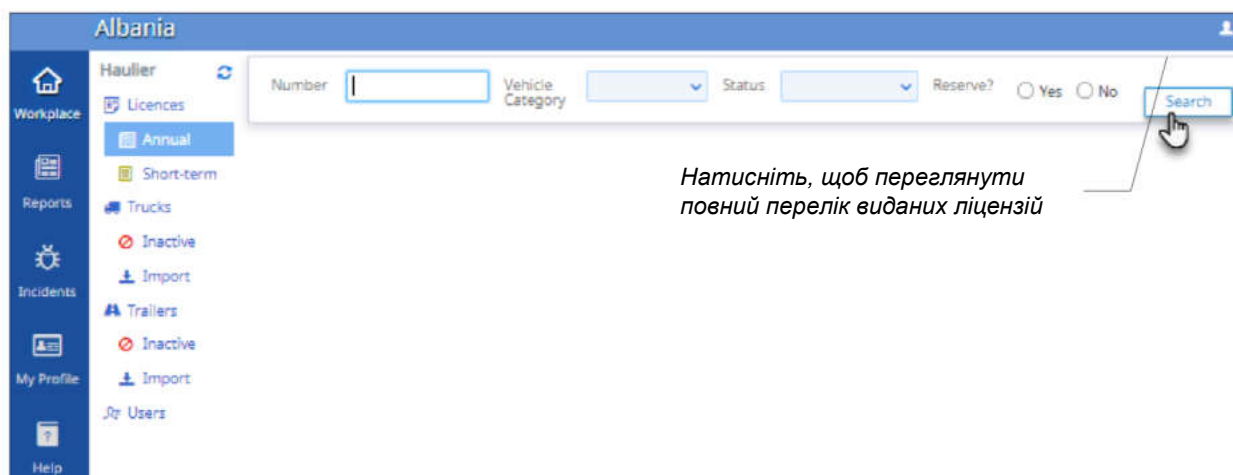 Albania
Workplace
Reports
Incidents
My Profile
Help
Haulier
Licences
Annual
Short-term
Trucks
Inactive
Import
Trailers
Inactive
Import
Users
Number
Vehicle
Category
Status
Reserve?
Yes
No
Search
Натисніть, щоб переглянути
повний перелік виданих ліцензій